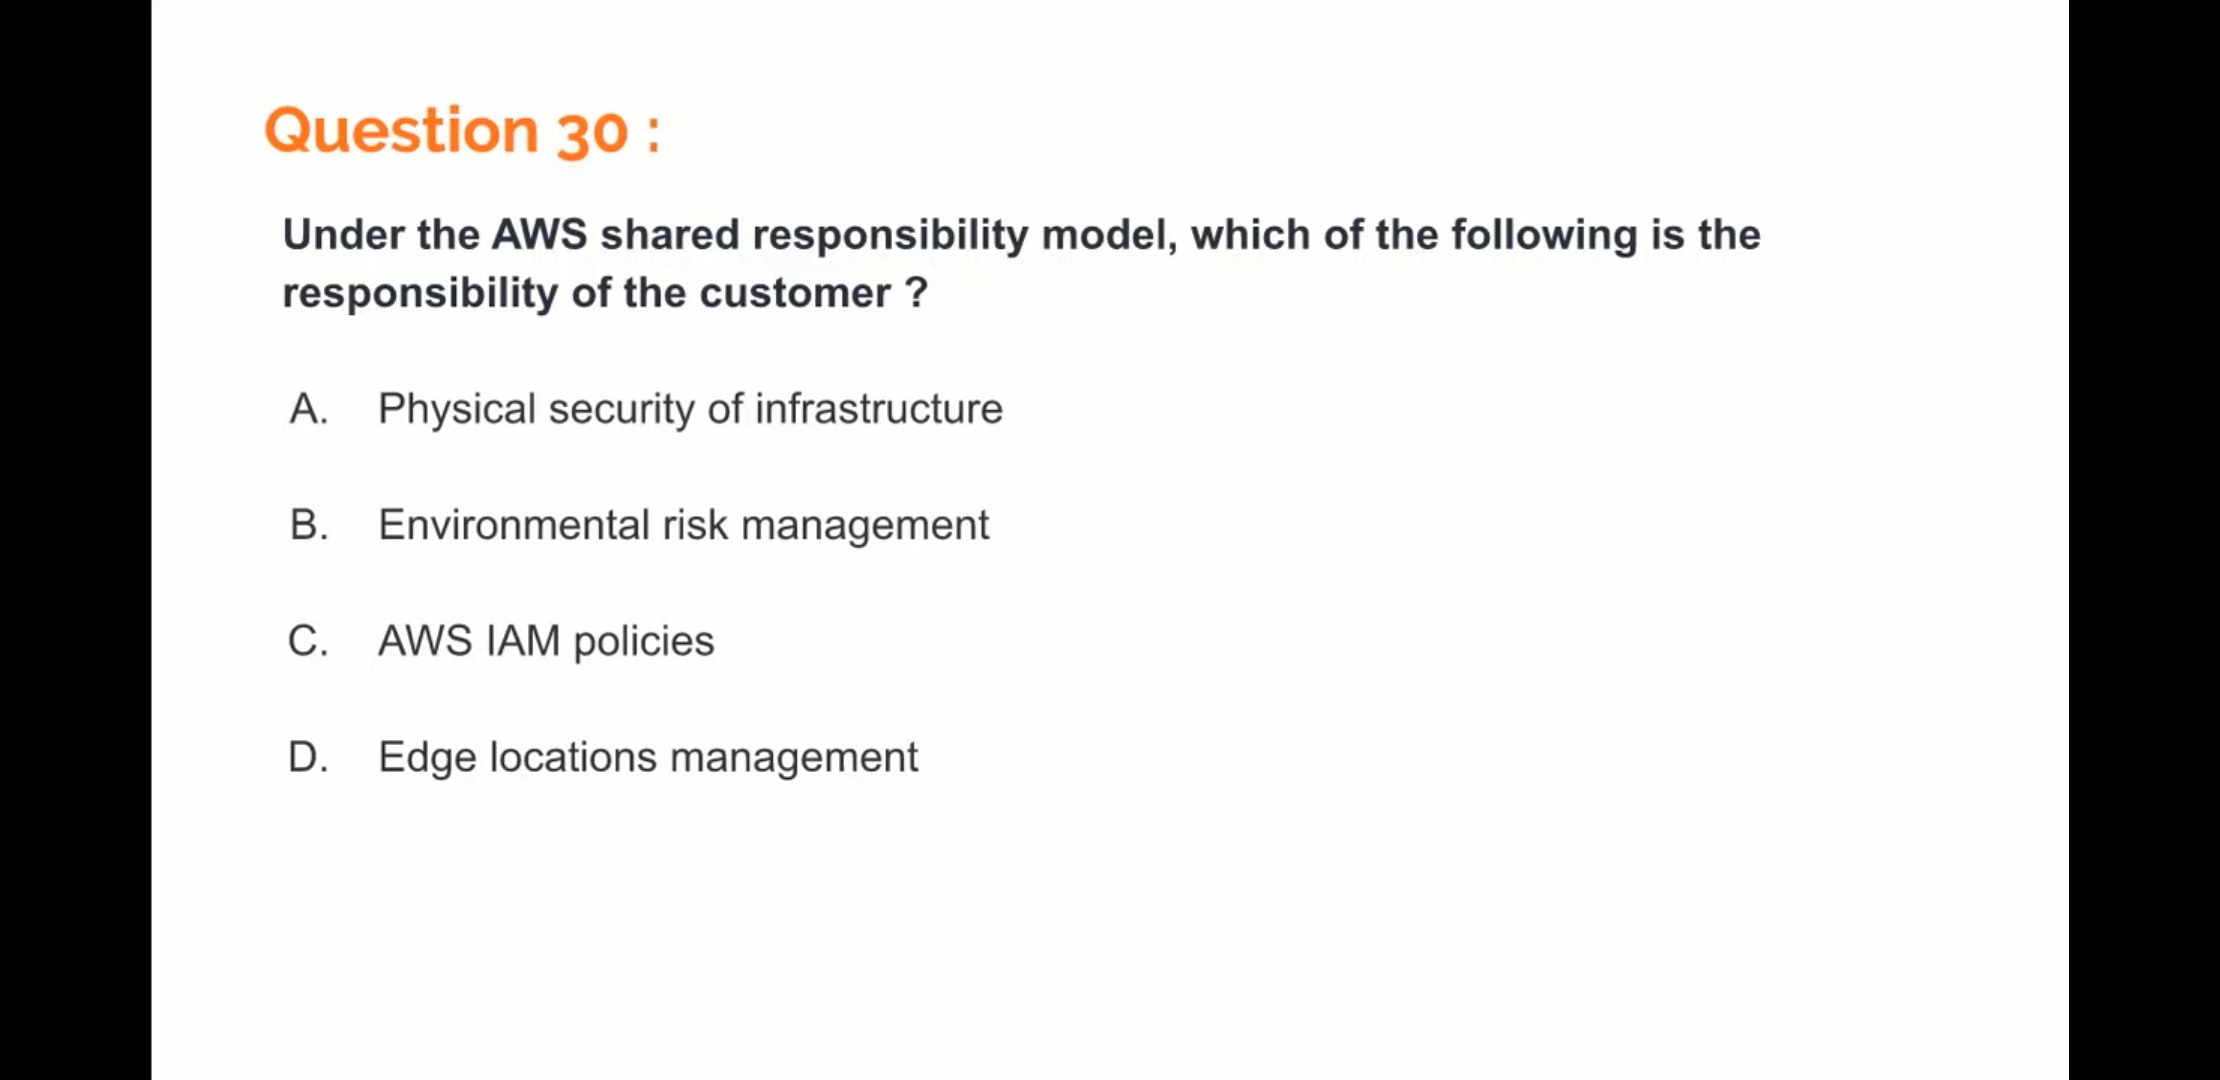 Question 30 :
Under the AWS shared responsibility model, which of the following is the
responsibility of the customer ?
A. Physical security of infrastructure
B. Environmental risk management
C. AWS IAM policies
D. Edge locations management